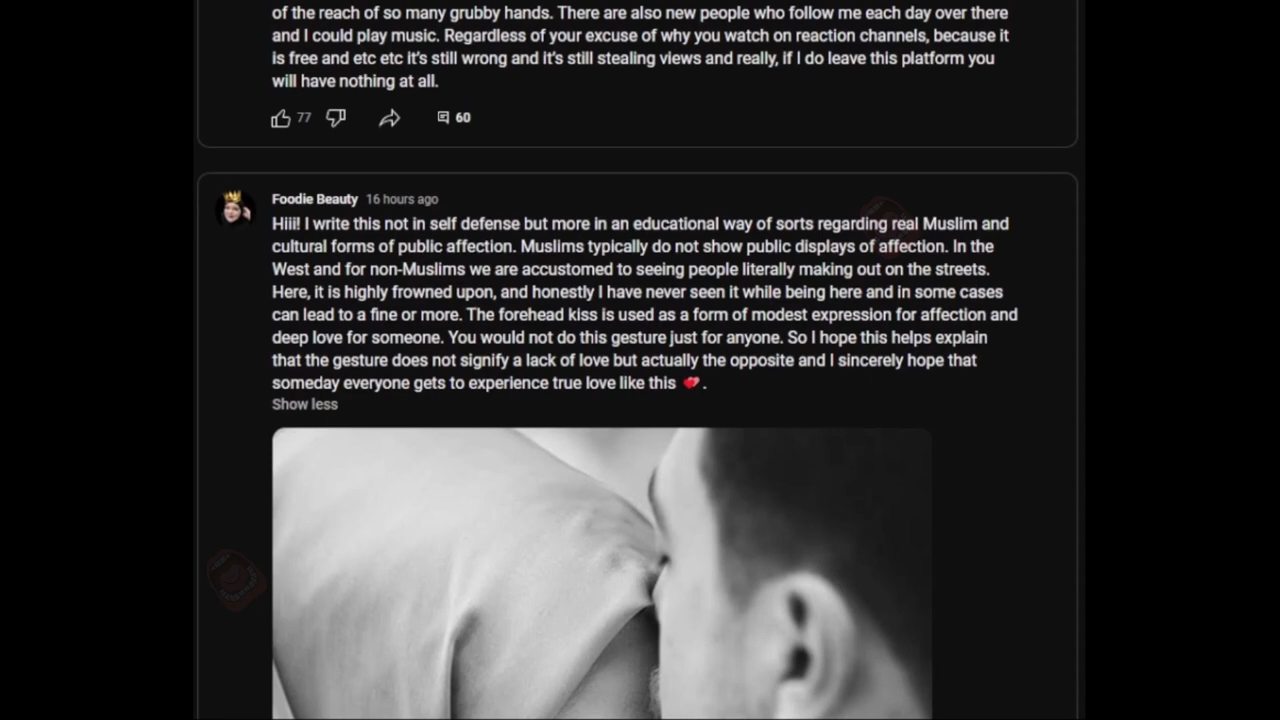 of the reach of so many grubby hands. There are also new people who follow me each day over there
and I could play music. Regardless of your excuse of why you watch on reaction channels, because it
is free and etc etc it's still wrong and it's still stealing views and really, if I do leave this platform you
will have nothing at all.
77 60
Foodie Beauty 16 hours ago
Hiii! I write this not in self defense but more in an educational way of sorts regarding real Muslim and
cultural forms of public affection. Muslims typically do not show public displays of affection. In the
West and for non-Muslims we are accustomed to seeing people literally making out on the streets.
Here, it is highly frowned upon, and honestly I have never seen it while being here and in some cases
can lead to a fine or more. The forehead kiss is used as a form of modest expression for affection and
deep love for someone. You would not do this gesture just for anyone. So I hope this helps explain
that the gesture does not signify a lack of love but actually the opposite and I sincerely hope that
someday everyone gets to experience true love like this 💕.
Show less